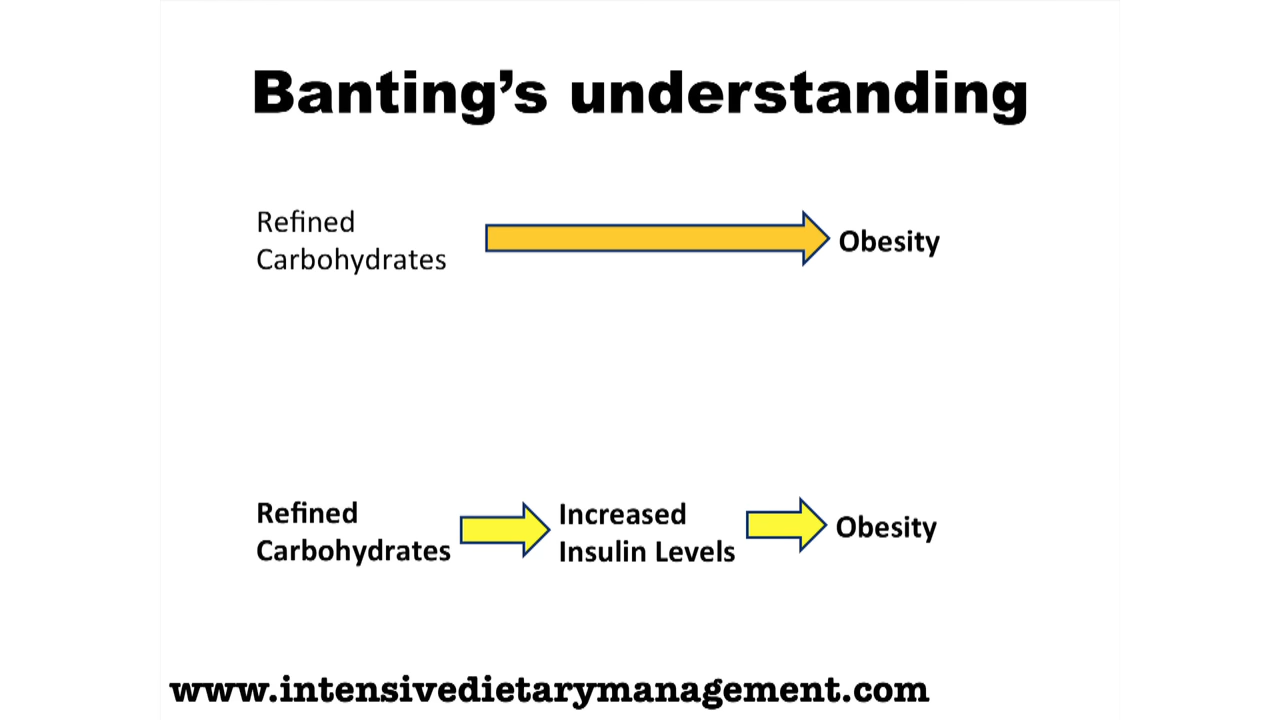 Banting's understanding
Refined
Carbohydrates
Obesity
Refined
Carbohydrates
Increased
Insulin Levels
Obesity
www.intensivedietarymanagement.com